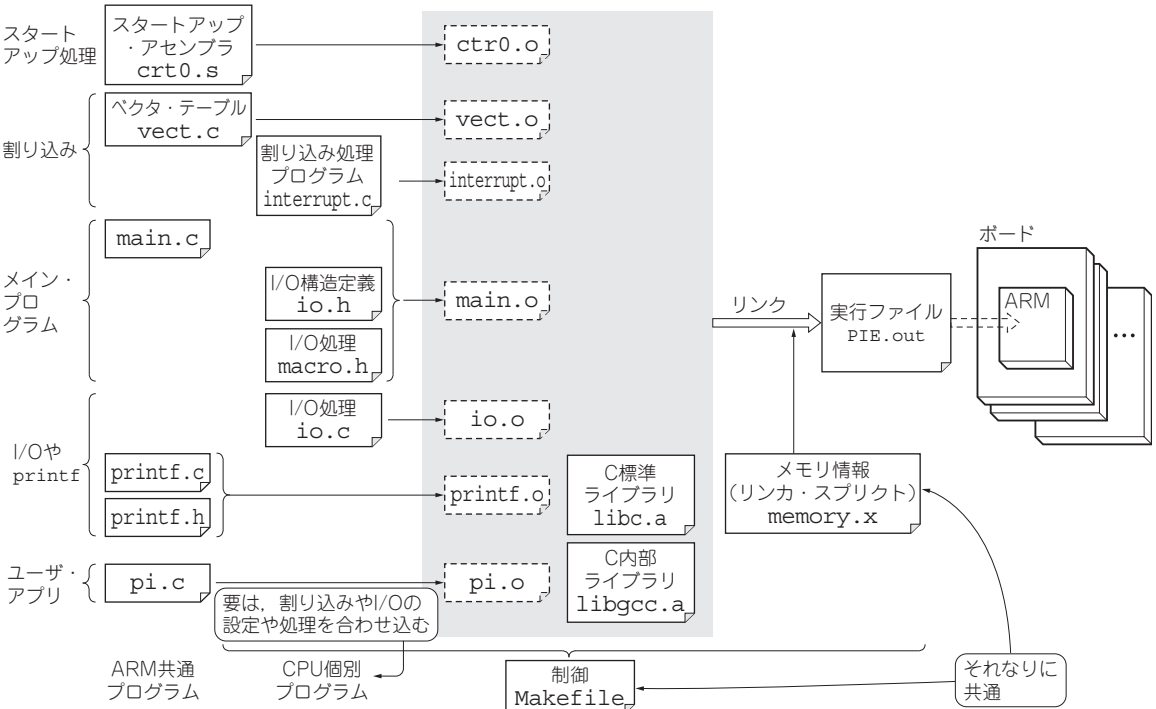 スタート
アップ処理
スタートアップ
・アセンブラ
crt0.s
ctr0.o
割り込み
ベクタ・テーブル
vect.c
vect.o
割り込み処理
プログラム
interrupt.c
interrupt.o
メイン・
プロ
グラム
main.c
I/O構造定義
io.h
I/O処理
macro.h
main.o
I/Oや
printf
I/O処理
io.c
io.o
printf.c
printf.h
printf.o
C標準
ライブラリ
libc.a
ユーザ・
アプリ
pi.c
pi.o
C内部
ライブラリ
libgcc.a
リンク
実行ファイル
PIE.out
ボード
ARM
…
メモリ情報
(リンカ・スプリクト)
memory.x
要は，割り込みやI/Oの
設定や処理を合わせ込む
ARM共通
プログラム
CPU個別
プログラム
制御
Makefile
それなりに
共通